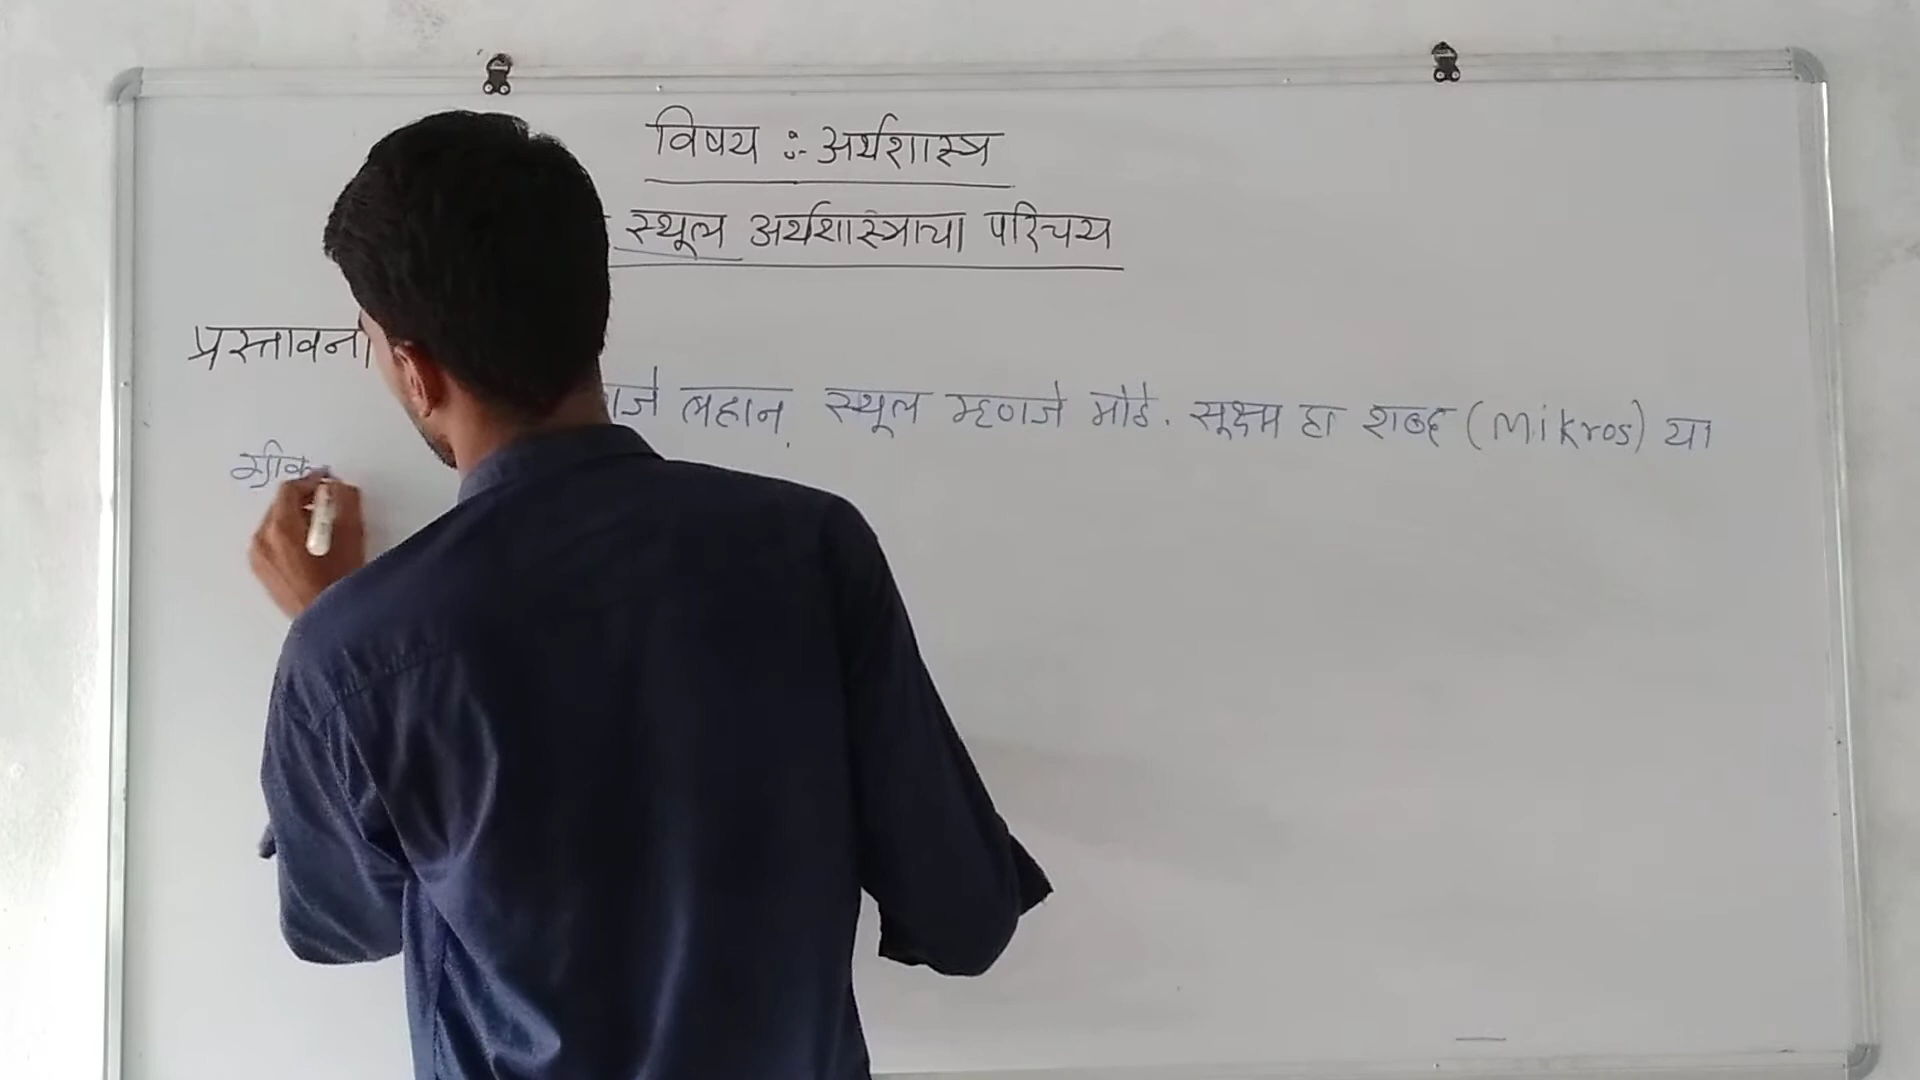 विषय :- अर्थशास्त्र
स्थूल अर्थशास्त्राचा परिचय
प्रस्तावना
लहान. स्थूल म्हणजे मोठे. सूक्ष्म हा शब्द (Mikros) या
ग्रीक